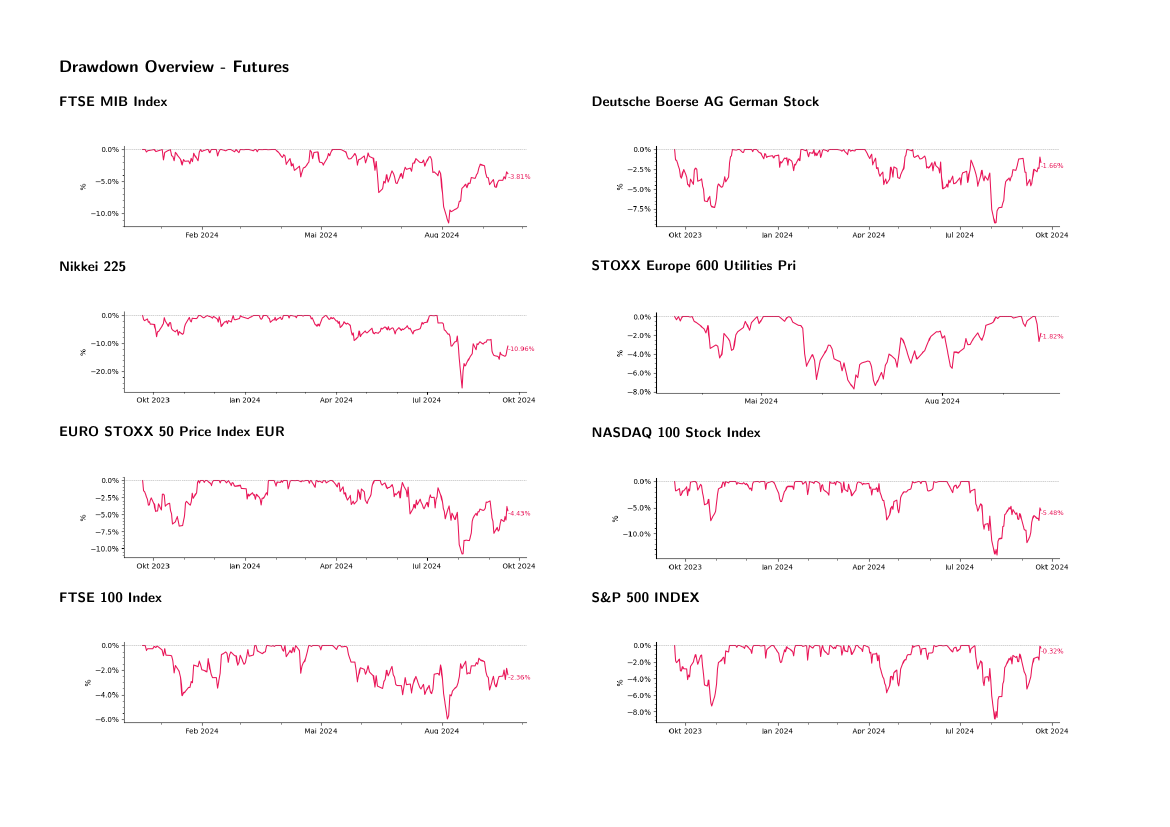 Drawdown Overview - Futures
FTSE MIB Index
0.0%
−5.0%
−10.0%
%
-3.81%
Feb 2024 Mai 2024 Aug 2024
Deutsche Boerse AG German Stock
0.0%
−2.5%
−5.0%
−7.5%
%
-1.66%
Okt 2023 Jan 2024 Apr 2024 Jul 2024 Okt 2024
Nikkei 225
0.0%
−10.0%
−20.0%
%
-10.96%
Okt 2023 Jan 2024 Apr 2024 Jul 2024 Okt 2024
STOXX Europe 600 Utilities Pri
0.0%
−2.0%
−4.0%
−6.0%
−8.0%
%
-1.82%
Mai 2024 Aug 2024
EURO STOXX 50 Price Index EUR
0.0%
−2.5%
−5.0%
−7.5%
−10.0%
%
-4.43%
Okt 2023 Jan 2024 Apr 2024 Jul 2024 Okt 2024
NASDAQ 100 Stock Index
0.0%
−5.0%
−10.0%
%
-5.48%
Okt 2023 Jan 2024 Apr 2024 Jul 2024 Okt 2024
FTSE 100 Index
0.0%
−2.0%
−4.0%
−6.0%
%
-2.36%
Feb 2024 Mai 2024 Aug 2024
S&P 500 INDEX
0.0%
−2.0%
−4.0%
−6.0%
−8.0%
%
-0.32%
Okt 2023 Jan 2024 Apr 2024 Jul 2024 Okt 2024